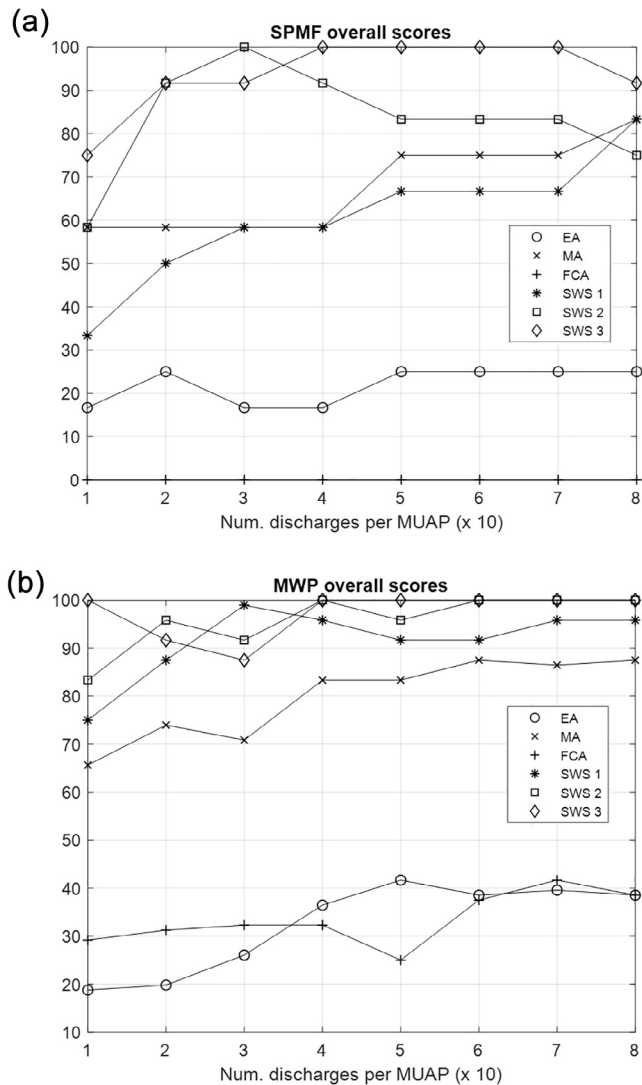 (a)
SPMF overall scores
100
90
80
70
60
50
40
30
20
10
0
EA
MA
FCA
SWS 1
SWS 2
SWS 3
1 2 3 4 5 6 7 8
Num. discharges per MUAP (x 10)
(b)
MWP overall scores
100
90
80
70
60
50
40
30
20
10
EA
MA
FCA
SWS 1
SWS 2
SWS 3
1 2 3 4 5 6 7 8
Num. discharges per MUAP (x 10)